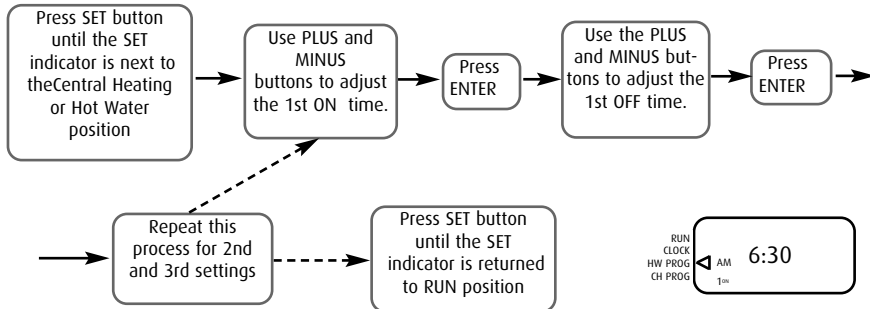 Press SET button
until the SET
indicator is next to
theCentral Heating
or Hot Water
position
Use PLUS and
MINUS
buttons to adjust
the 1st ON time.
Press
ENTER
Use the PLUS
and MINUS but-
tons to adjust the
1st OFF time.
Press
ENTER
Repeat this
process for 2nd
and 3rd settings
Press SET button
until the SET
indicator is returned
to RUN position
RUN
CLOCK
HW PROG
CH PROG
AM
6:30
1ON